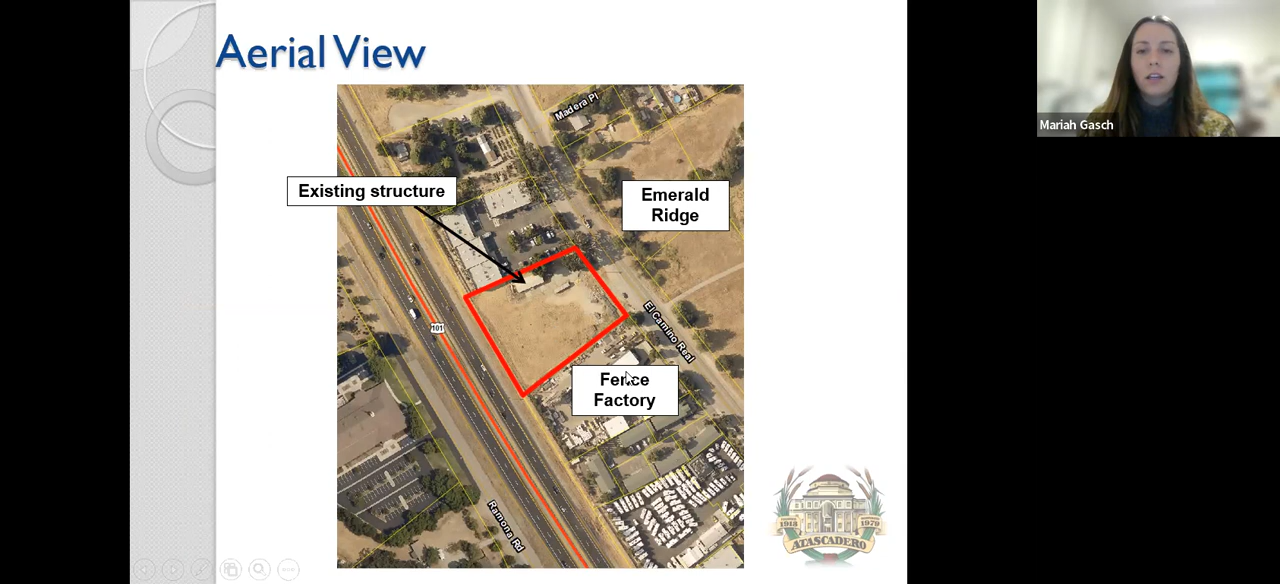 Aerial View
Mariah Gasch
Madera Pl
Existing structure
Emerald
Ridge
101
El Camino Real
Fence
Factory
Ramona Rd
1913
1979
ATASCADERO